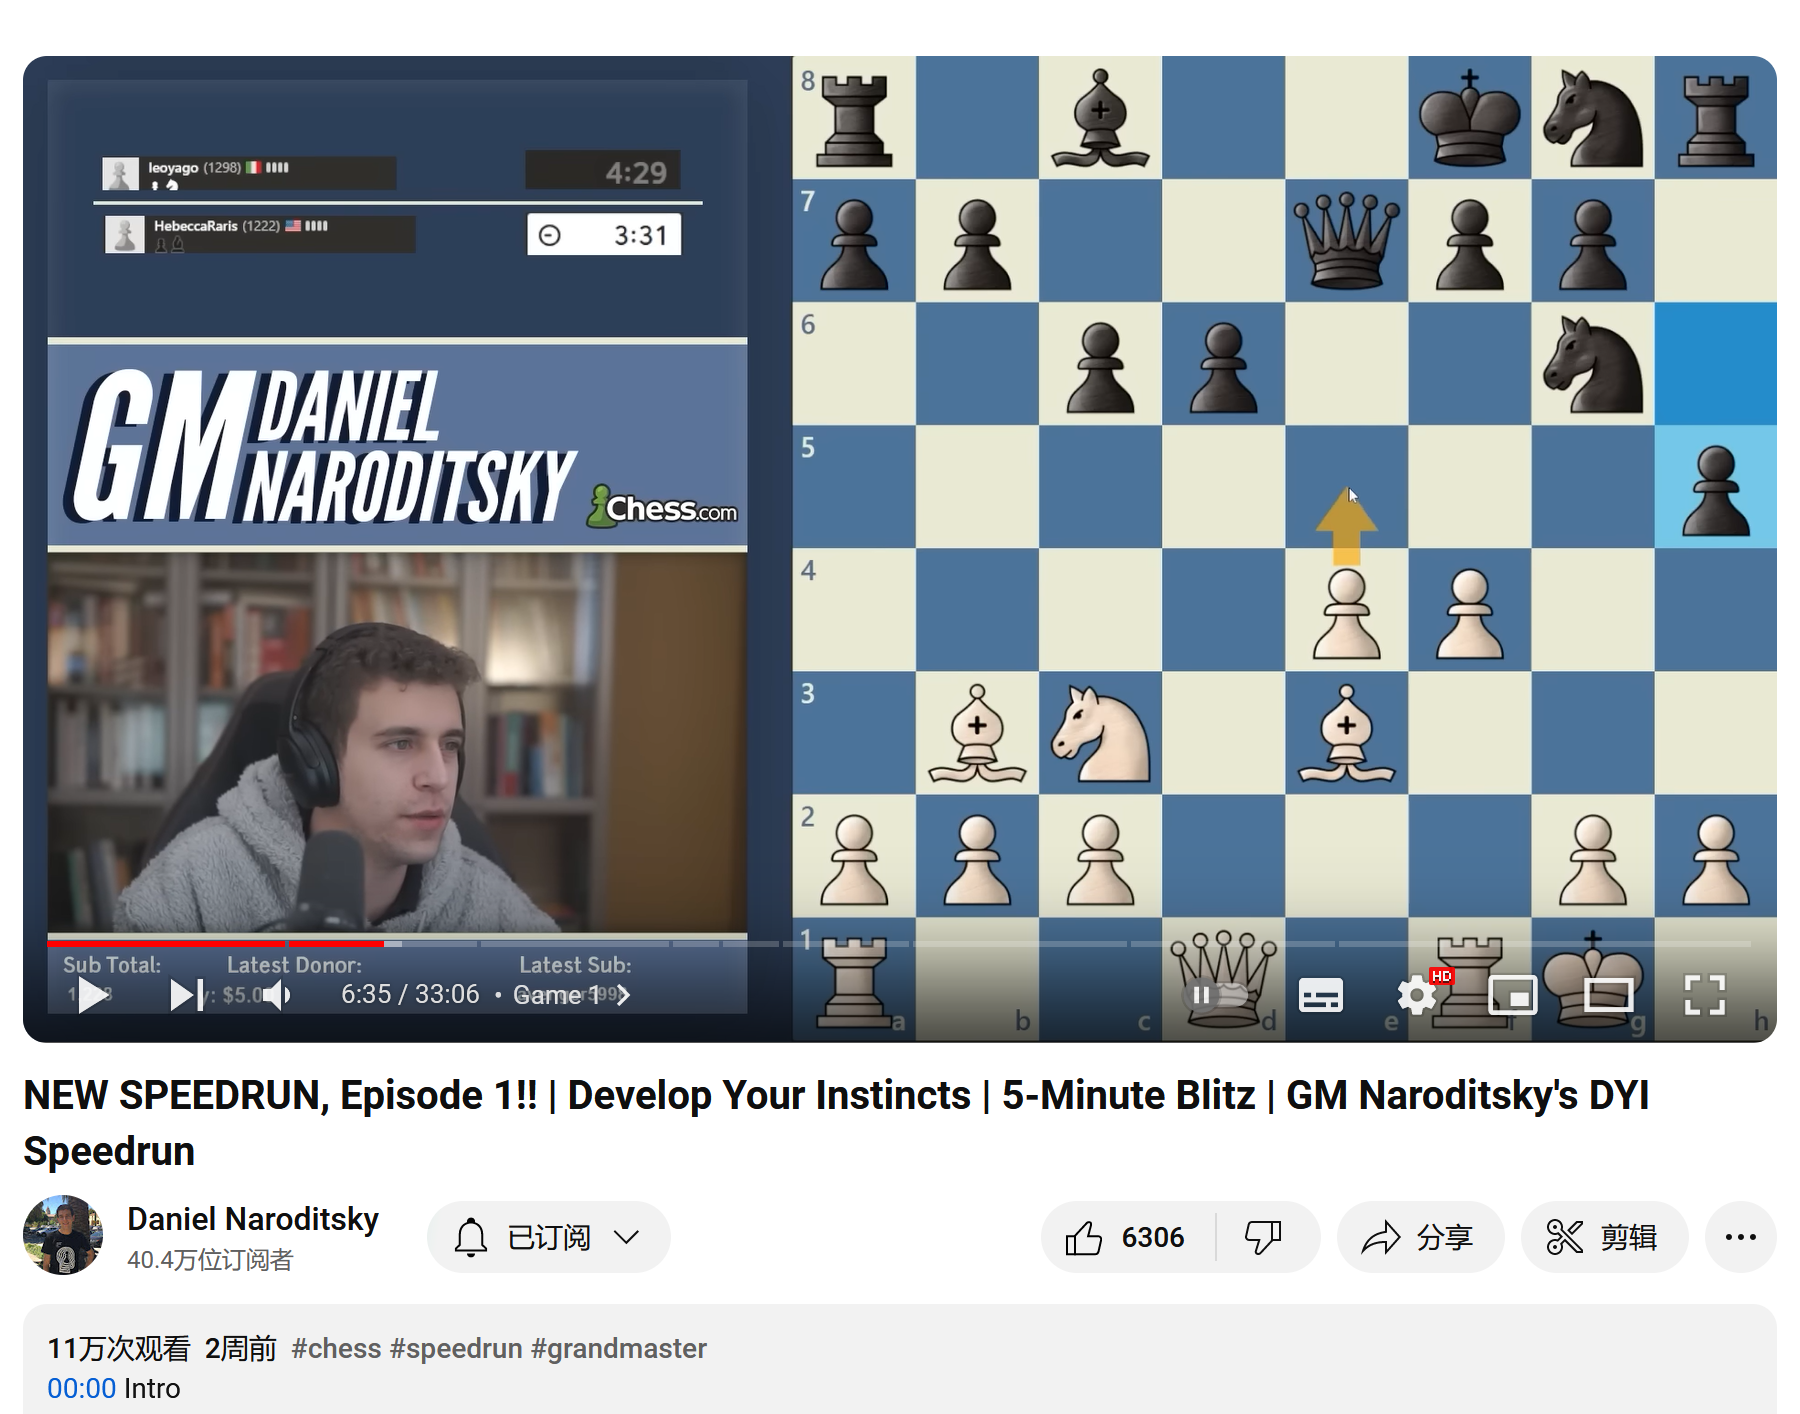 leoyago (1298)
4:29
HebeccaRaris (1222)
3:31
GM DANIEL
NARODITSKY
Chess.com
8
7
6
5
4
3
2
1
Sub Total:
Latest Donor:
Latest Sub:
6:35 / 33:06 • Game 1
HD
a
b
c
d
e
f
g
h
NEW SPEEDRUN, Episode 1!! | Develop Your Instincts | 5-Minute Blitz | GM Naroditsky's DYI
Speedrun
Daniel Naroditsky
40.4万位订阅者
已订阅
6306
分享
剪辑
11万次观看 2周前 #chess #speedrun #grandmaster
00:00 Intro